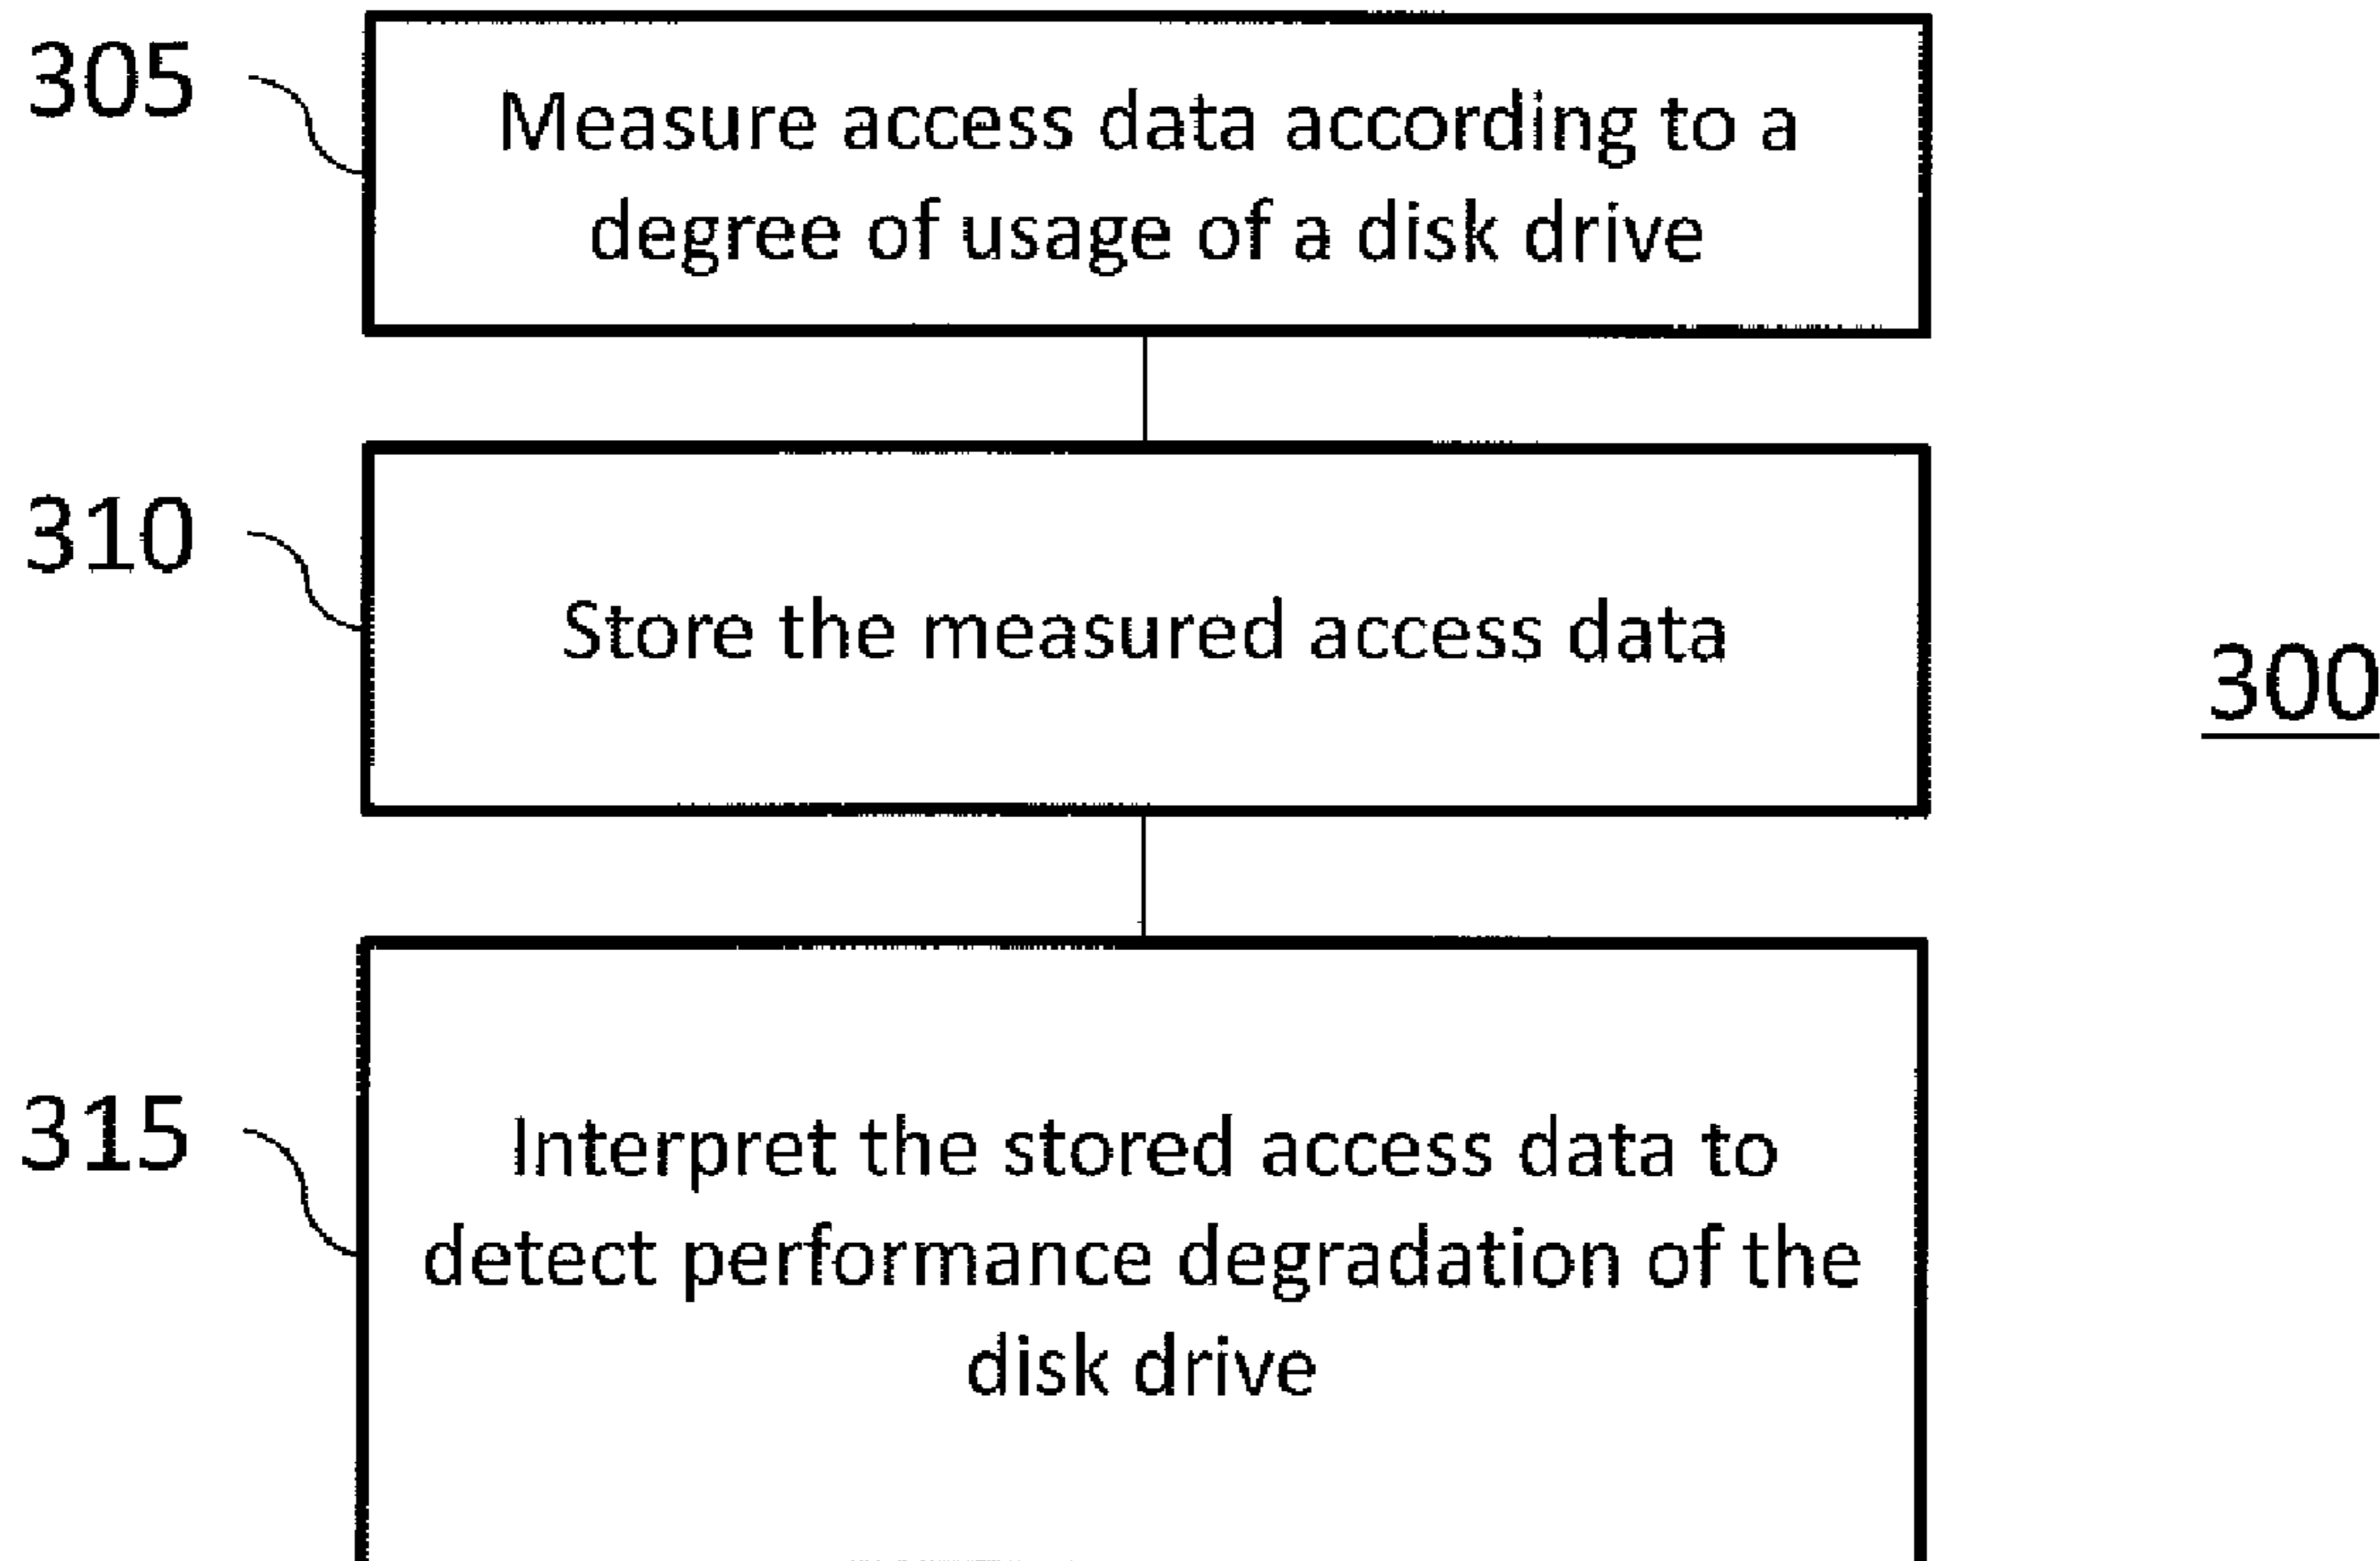 305
Measure access data according to a
degree of usage of a disk drive
310
Store the measured access data
300
315
Interpret the stored access data to
detect performance degradation of the
disk drive